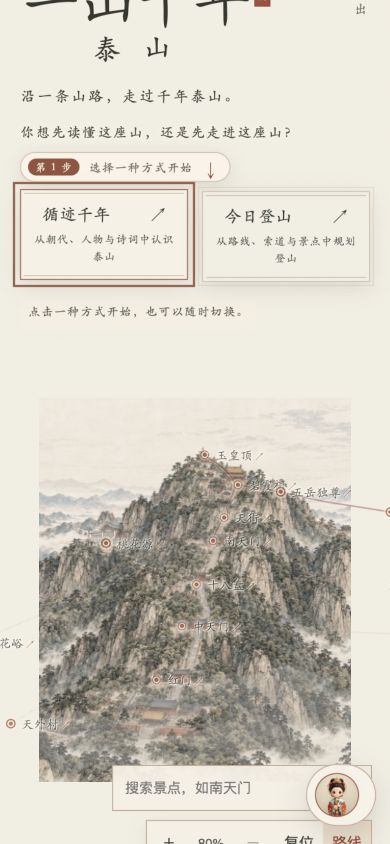 一山千年
出
泰山
沿一条山路，走过千年泰山。
你想先读懂这座山，还是先走进这座山？
第 1 步 选择一种方式开始 ↓
循迹千年 ↗
从朝代、人物与诗词中认识
泰山
今日登山 ↗
从路线、索道与景点中规划
登山
点击一种方式开始，也可以随时切换。
玉皇顶
五岳独尊
天街
桃花源
南天门
十八盘
中天门
花峪
红门
天外村
搜索景点，如南天门
+ 80% — 复位 路线